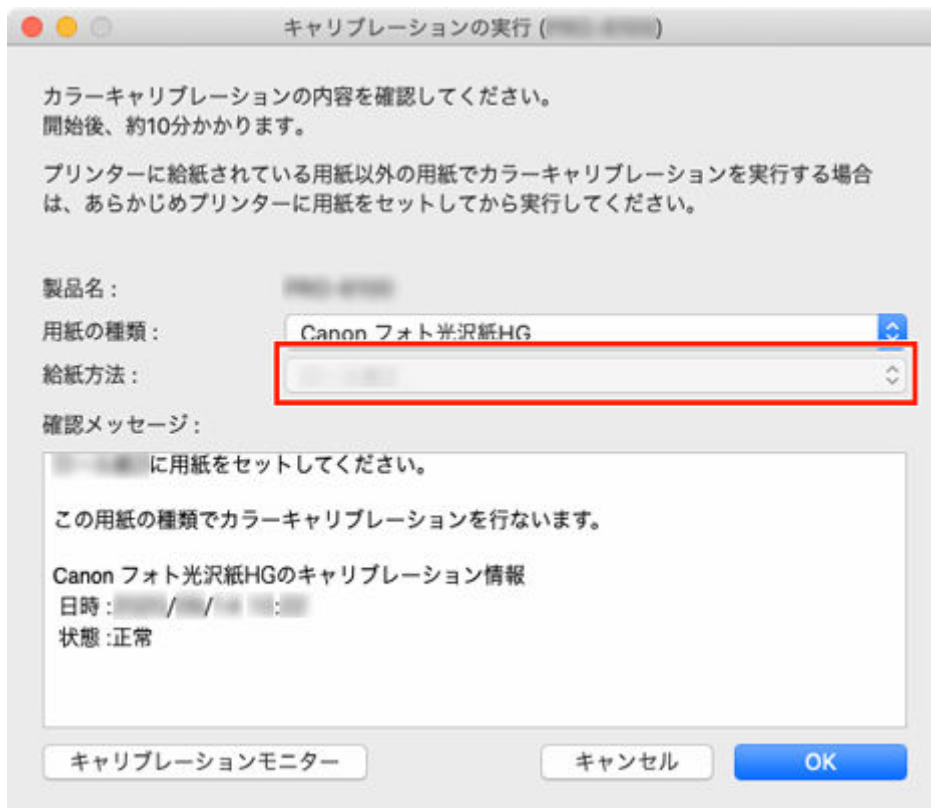 キャリブレーションの実行 ( )
カラーキャリブレーションの内容を確認してください。
開始後、約10分かかります。
プリンターに給紙されている用紙以外の用紙でカラーキャリブレーションを実行する場合
は、あらかじめプリンターに用紙をセットしてから実行してください。
製品名 :
用紙の種類 : Canon フォト光沢紙HG
給紙方法 :
確認メッセージ :
に用紙をセットしてください。
この用紙の種類でカラーキャリブレーションを行ないます。
Canon フォト光沢紙HGのキャリブレーション情報
日時 : / / :
状態 :正常
キャリブレーションモニター キャンセル OK